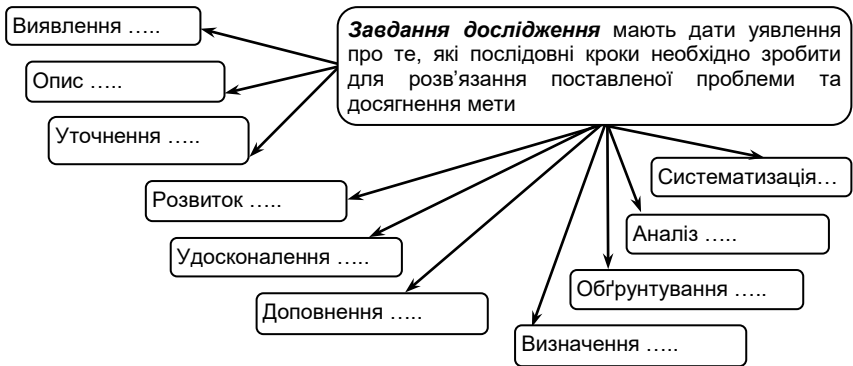 Виявлення …..
Опис …..
Уточнення …..
Завдання дослідження мають дати уявлення
про те, які послідовні кроки необхідно зробити
для розв’язання поставленої проблеми та
досягнення мети
Розвиток …..
Удосконалення …..
Доповнення …..
Систематизація…
Аналіз …..
Обґрунтування …..
Визначення …..